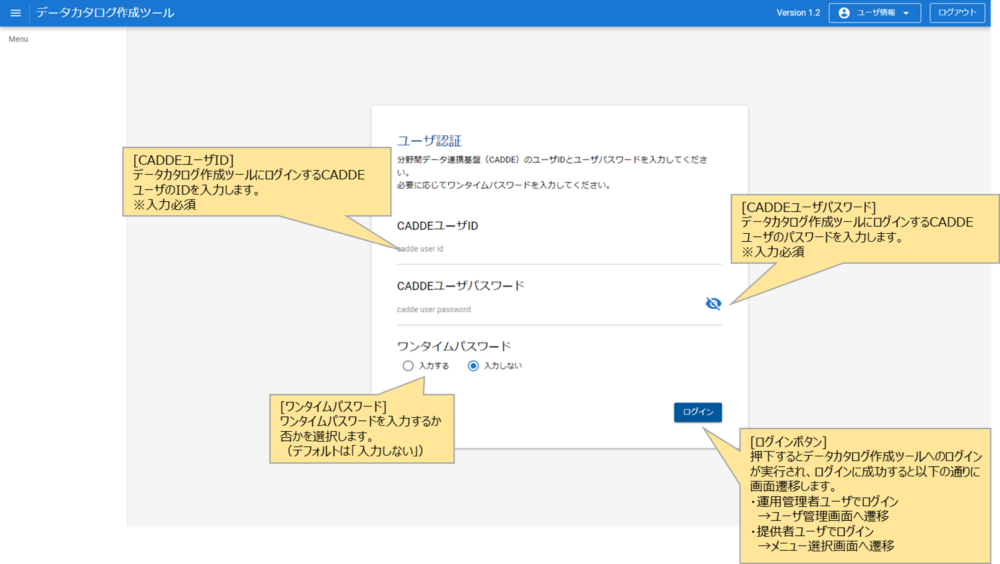 データカタログ作成ツール
Version 1.2
ユーザ情報
ログアウト
Menu
ユーザ認証
分野間データ連携基盤（CADDE）のユーザIDとユーザパスワードを入力してくださ
い。
必要に応じてワンタイムパスワードを入力してください。
[CADDEユーザID]
データカタログ作成ツールにログインするCADDE
ユーザのIDを入力します。
※入力必須
CADDEユーザID
cadde user id
[CADDEユーザパスワード]
データカタログ作成ツールにログインするCADDE
ユーザのパスワードを入力します。
※入力必須
CADDEユーザパスワード
cadde user password
ワンタイムパスワード
入力する
入力しない
[ワンタイムパスワード]
ワンタイムパスワードを入力するか
否かを選択します。
（デフォルトは「入力しない」）
ログイン
[ログインボタン]
押下するとデータカタログ作成ツールへのログイン
が実行され、ログインに成功すると以下の通りに
画面遷移します。
・運用管理者ユーザでログイン
→ユーザ管理画面へ遷移
・提供者ユーザでログイン
→メニュー選択画面へ遷移